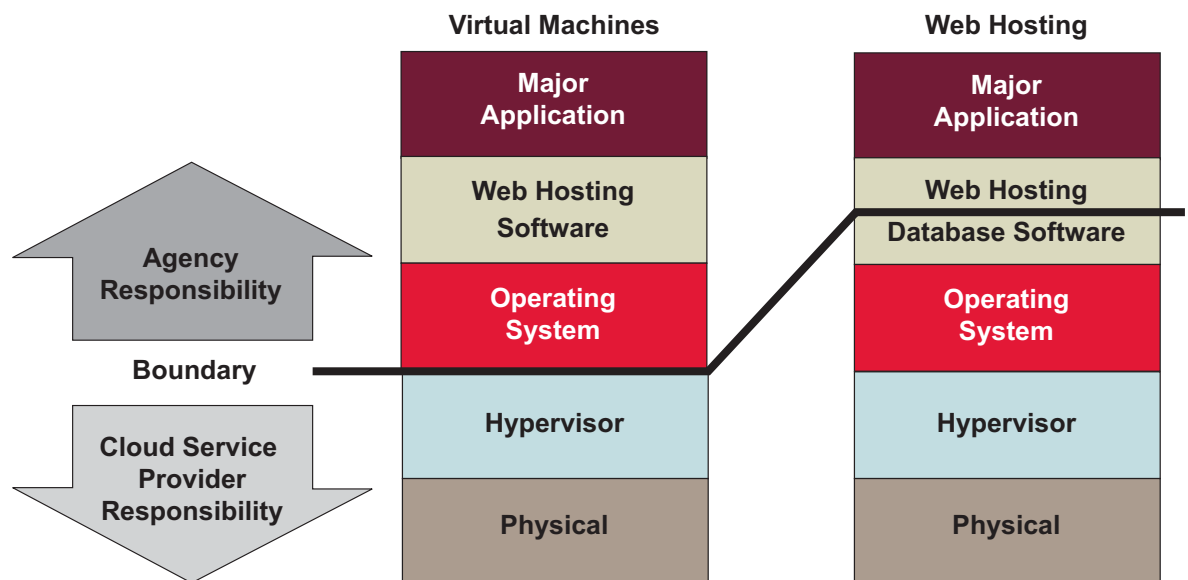 Virtual Machines
Web Hosting
Major
Application
Web Hosting
Software
Operating
System
Hypervisor
Physical
Major
Application
Web Hosting
Database Software
Operating
System
Hypervisor
Physical
Agency
Responsibility
Boundary
Cloud Service
Provider
Responsibility